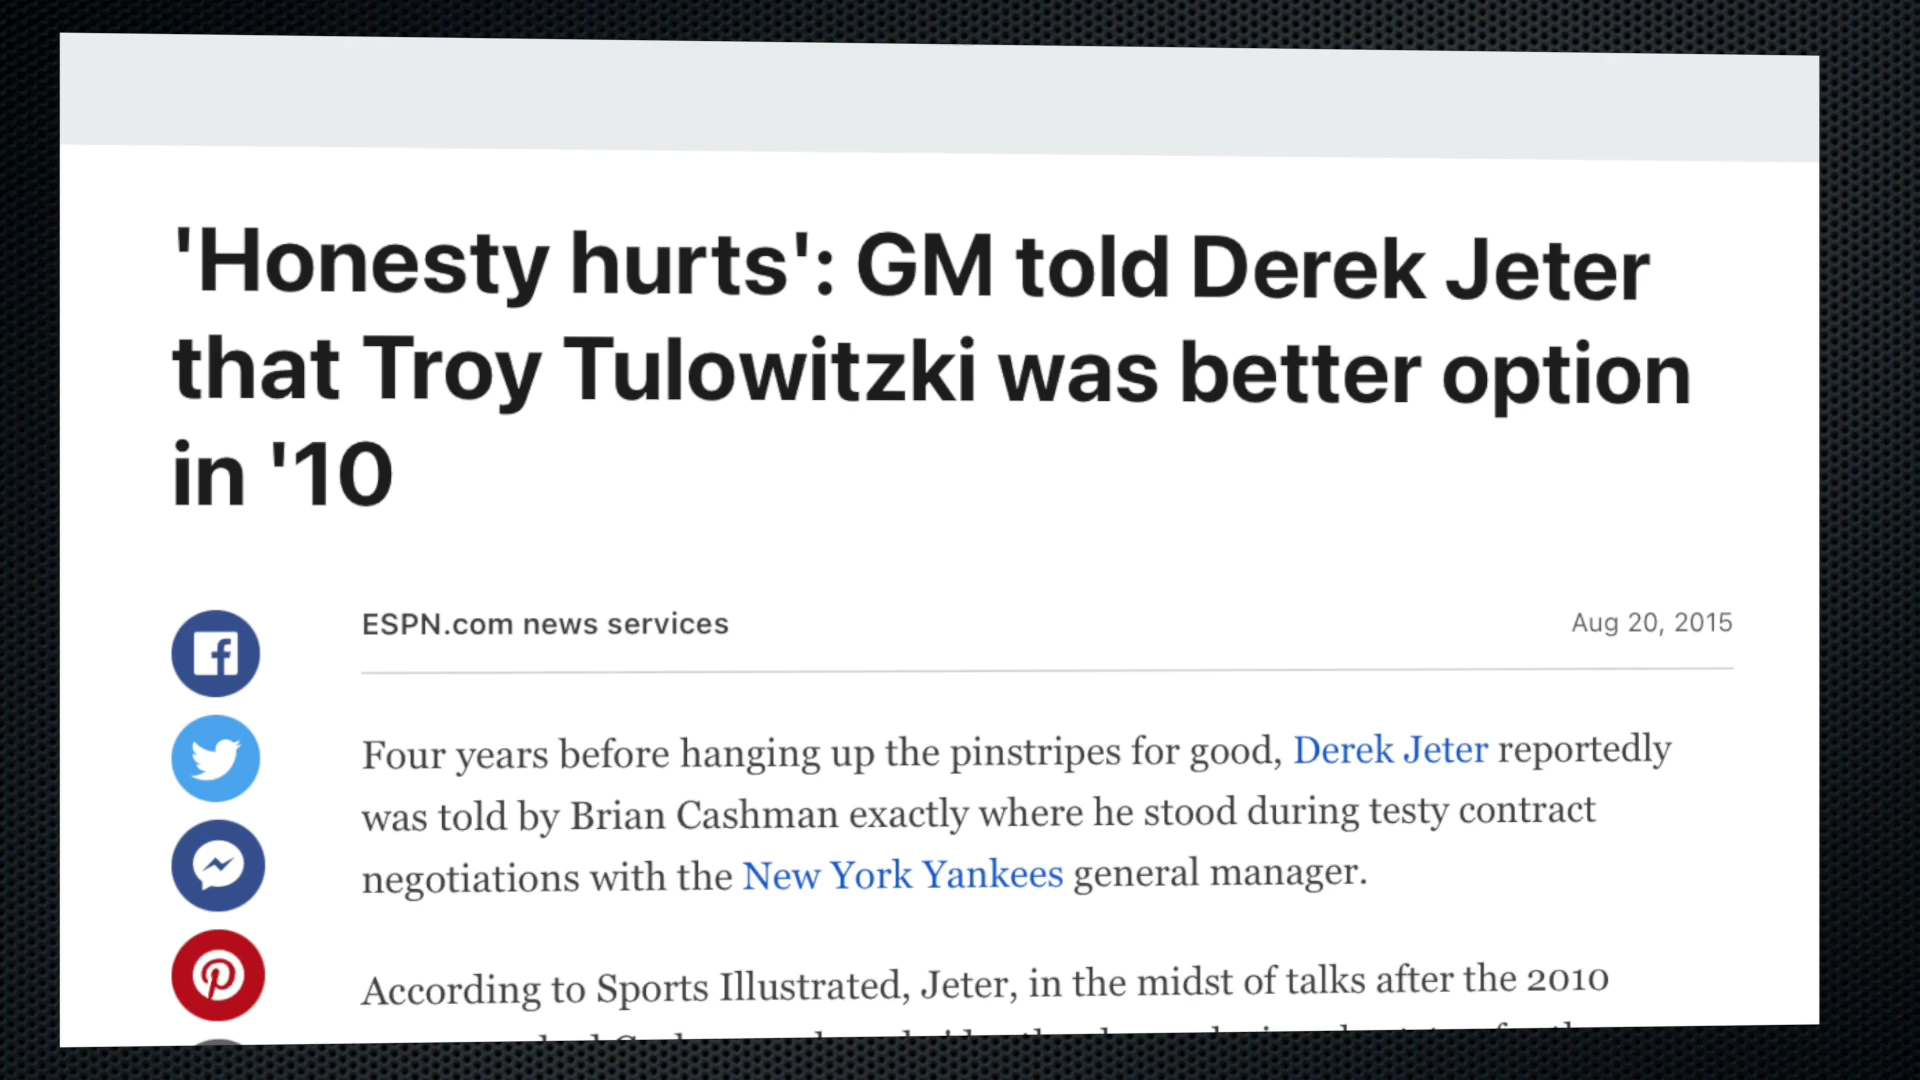 'Honesty hurts': GM told Derek Jeter
that Troy Tulowitzki was better option
in '10
ESPN.com news services
Aug 20, 2015
Four years before hanging up the pinstripes for good, Derek Jeter reportedly
was told by Brian Cashman exactly where he stood during testy contract
negotiations with the New York Yankees general manager.
According to Sports Illustrated, Jeter, in the midst of talks after the 2010